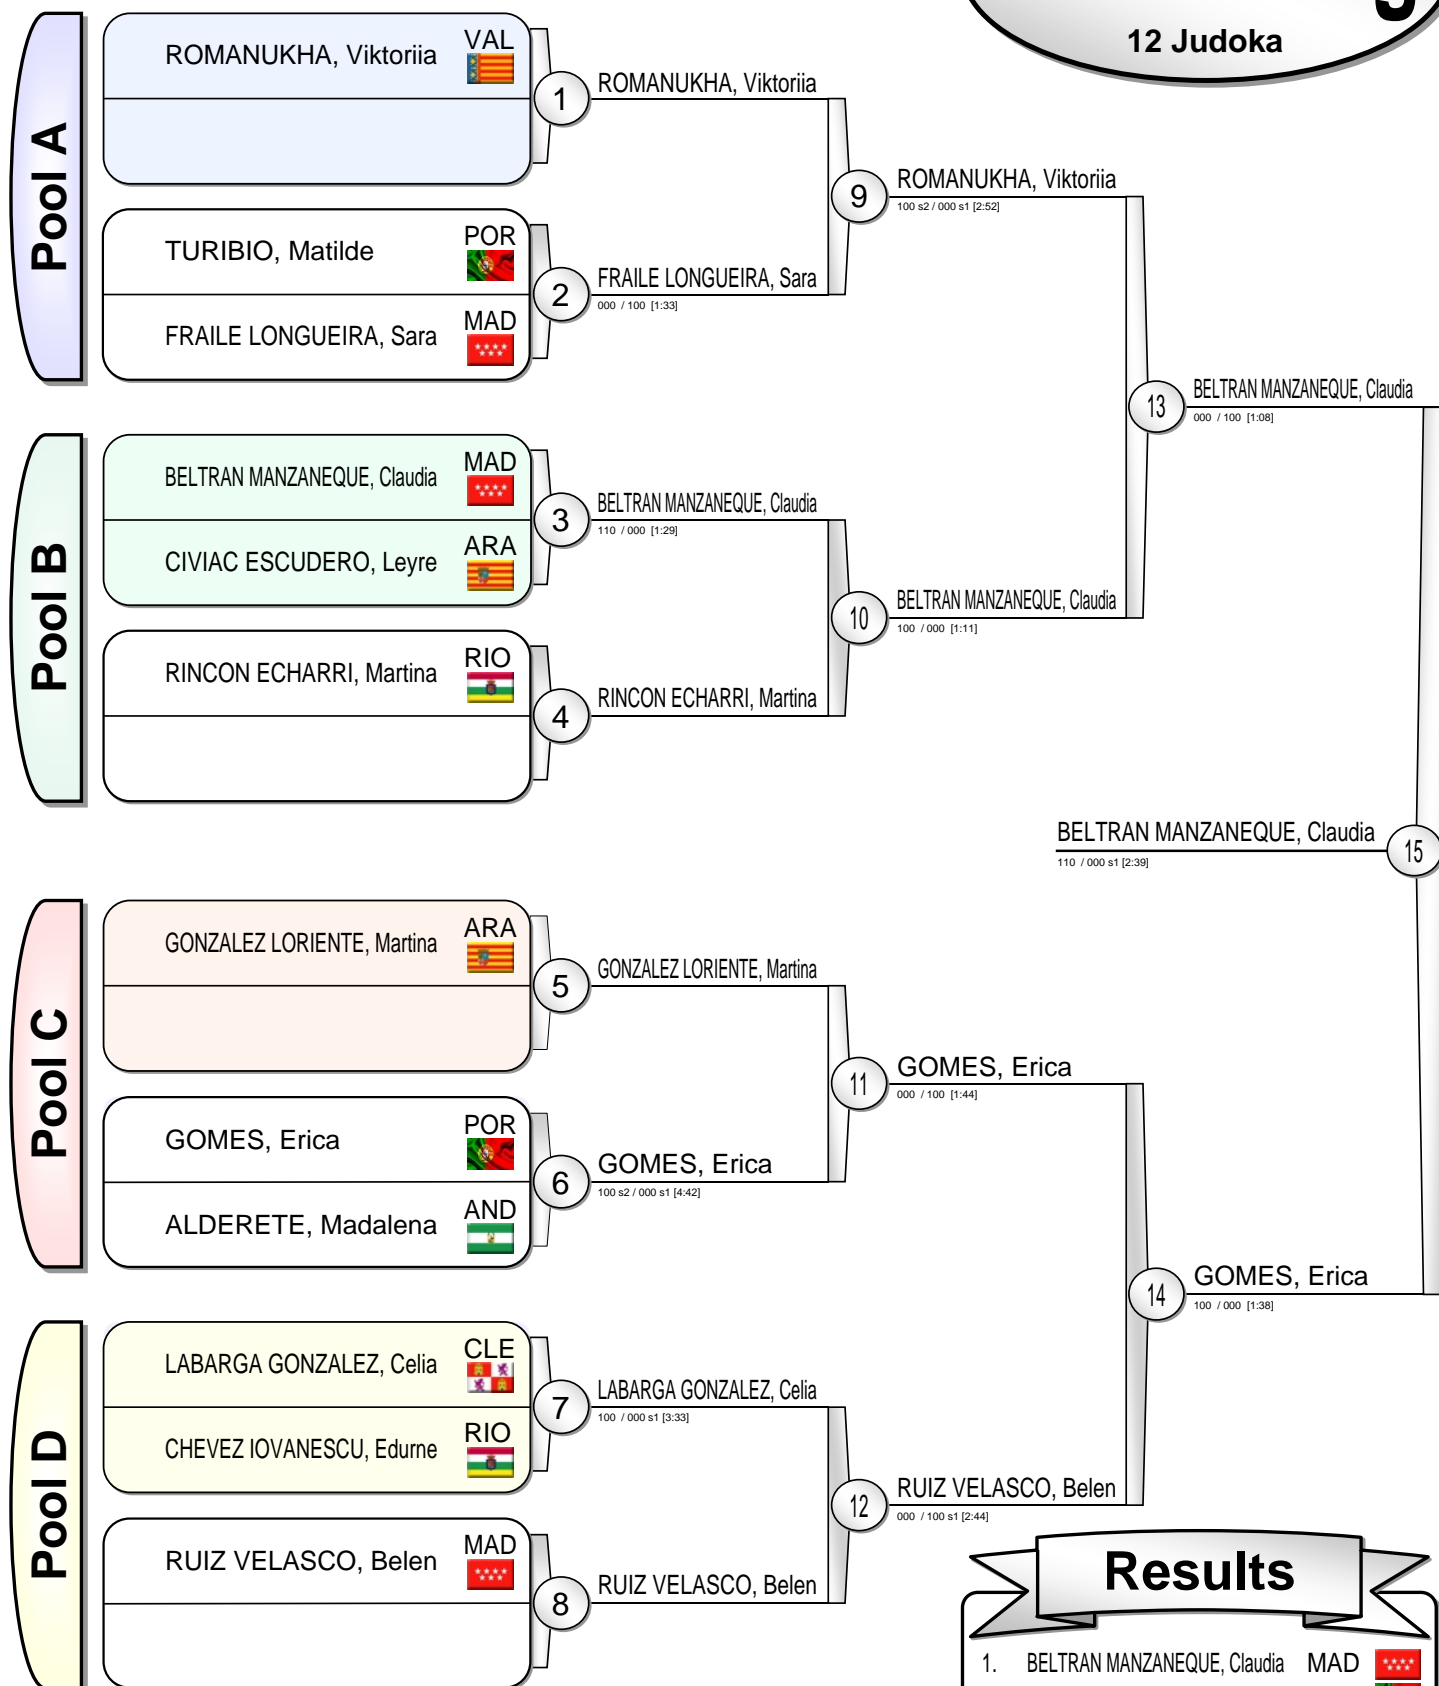 12 Judoka
Pool A
ROMANUKHA, Viktoriia VAL
TURIBIO, Matilde POR
FRAILE LONGUEIRA, Sara MAD
1
ROMANUKHA, Viktoriia
2
FRAILE LONGUEIRA, Sara
000 / 100 [1:33]
9
ROMANUKHA, Viktoriia
100 s2 / 000 s1 [2:52]
Pool B
BELTRAN MANZANEQUE, Claudia MAD
CIVIAC ESCUDERO, Leyre ARA
RINCON ECHARRI, Martina RIO
3
BELTRAN MANZANEQUE, Claudia
110 / 000 [1:29]
4
RINCON ECHARRI, Martina
10
BELTRAN MANZANEQUE, Claudia
100 / 000 [1:11]
13
BELTRAN MANZANEQUE, Claudia
000 / 100 [1:08]
BELTRAN MANZANEQUE, Claudia
110 / 000 s1 [2:39]
15
Pool C
GONZALEZ LORIENTE, Martina ARA
GOMES, Erica POR
ALDERETE, Madalena AND
5
GONZALEZ LORIENTE, Martina
6
GOMES, Erica
100 s2 / 000 s1 [4:42]
11
GOMES, Erica
000 / 100 [1:44]
Pool D
LABARGA GONZALEZ, Celia CLE
CHEVEZ IOVANESCU, Edurne RIO
RUIZ VELASCO, Belen MAD
7
LABARGA GONZALEZ, Celia
100 / 000 s1 [3:33]
8
RUIZ VELASCO, Belen
12
RUIZ VELASCO, Belen
000 / 100 s1 [2:44]
14
GOMES, Erica
100 / 000 [1:38]
Results
1. BELTRAN MANZANEQUE, Claudia MAD